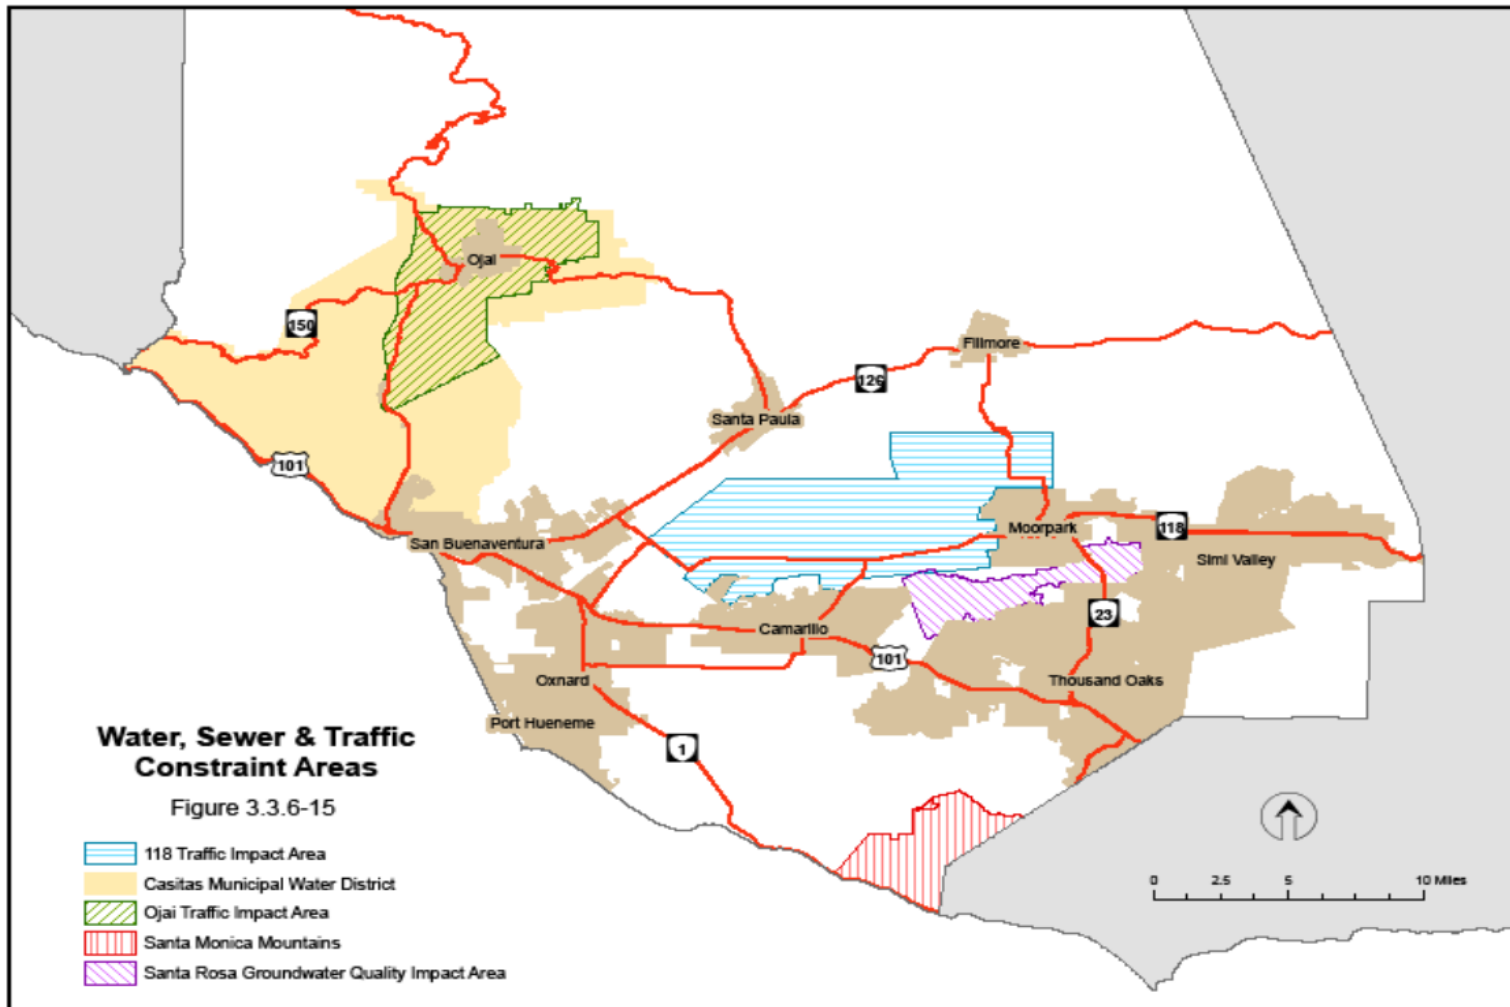 Ojai
150
Fillmore
126
Santa Paula
101
Moorpark
118
San Buenaventura
Simi Valley
23
Camarillo
101
Oxnard
Thousand Oaks
Port Hueneme
1
Water, Sewer & Traffic
Constraint Areas
Figure 3.3.6-15
118 Traffic Impact Area
Casitas Municipal Water District
Ojai Traffic Impact Area
Santa Monica Mountains
Santa Rosa Groundwater Quality Impact Area
0 2.5 5 10 Miles